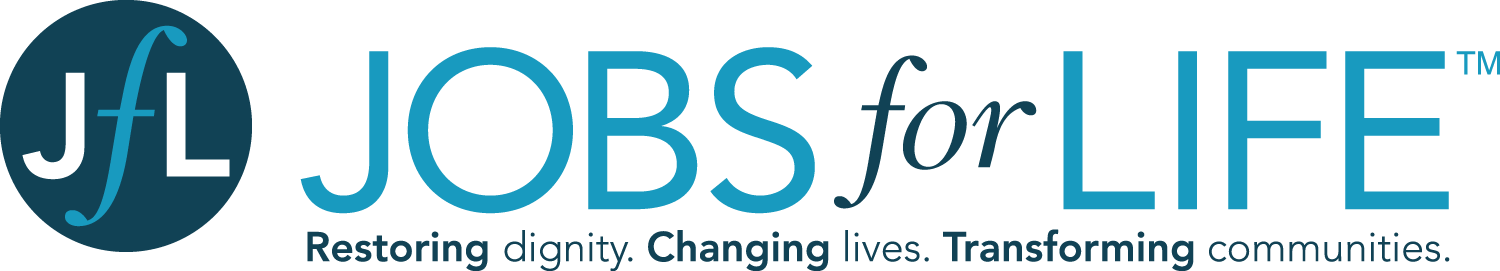 JfL
JOBS for LIFE™
Restoring dignity. Changing lives. Transforming communities.